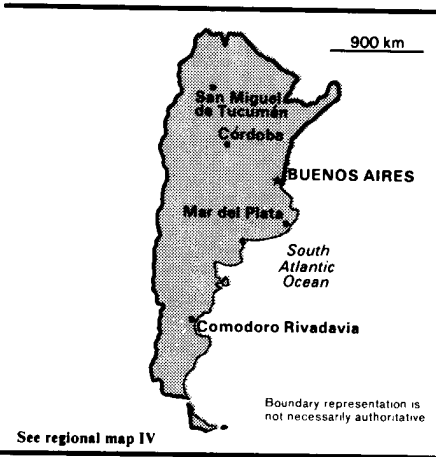 900 km
San Miguel
de Tucumán
Córdoba
BUENOS AIRES
Mar del Plata
South
Atlantic
Ocean
Comodoro Rivadavia
Boundary representation is
not necessarily authoritative
See regional map IV